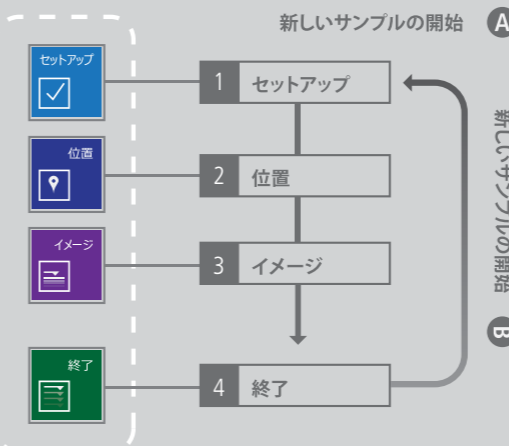 新しいサンプルの開始 A
セットアップ
1 セットアップ
位置
2 位置
イメージ
3 イメージ
終了
4 終了
新しいサンプルの開始 B